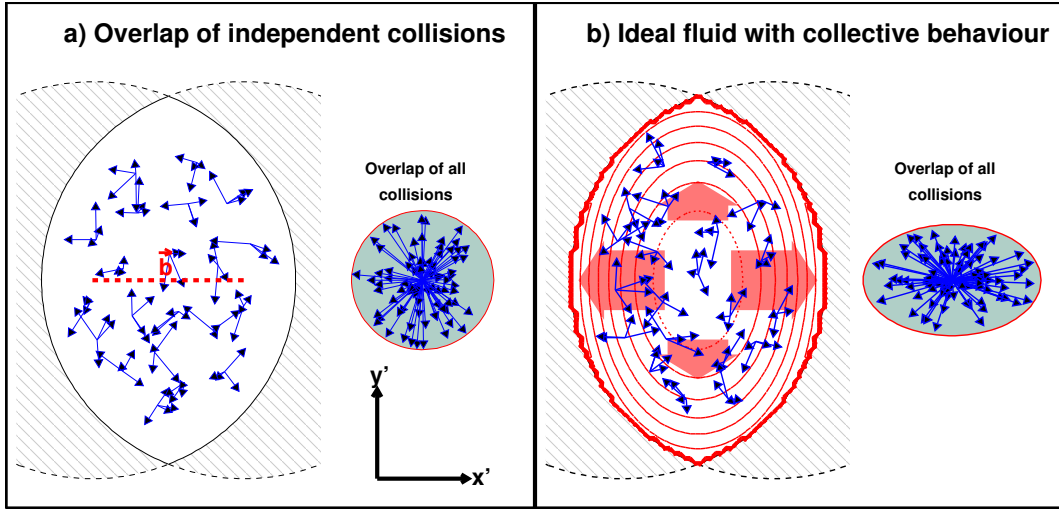 a) Overlap of independent collisions
b
Overlap of all
collisions
y'
x'
b) Ideal fluid with collective behaviour
Overlap of all
collisions